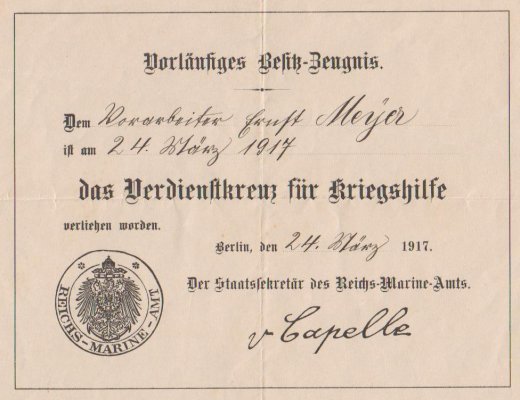 Vorläufiges Besitz-Zeugnis.
Dem Vorarbeiter Ernst Meyer
ist am 24. März 1917
das Verdienstkreuz für Kriegshilfe
verliehen worden.
Berlin, den 24. März 1917.
Der Staatssekretär des Reichs-Marine-Amts.
v Capelle
REICHS-MARINE-AMT